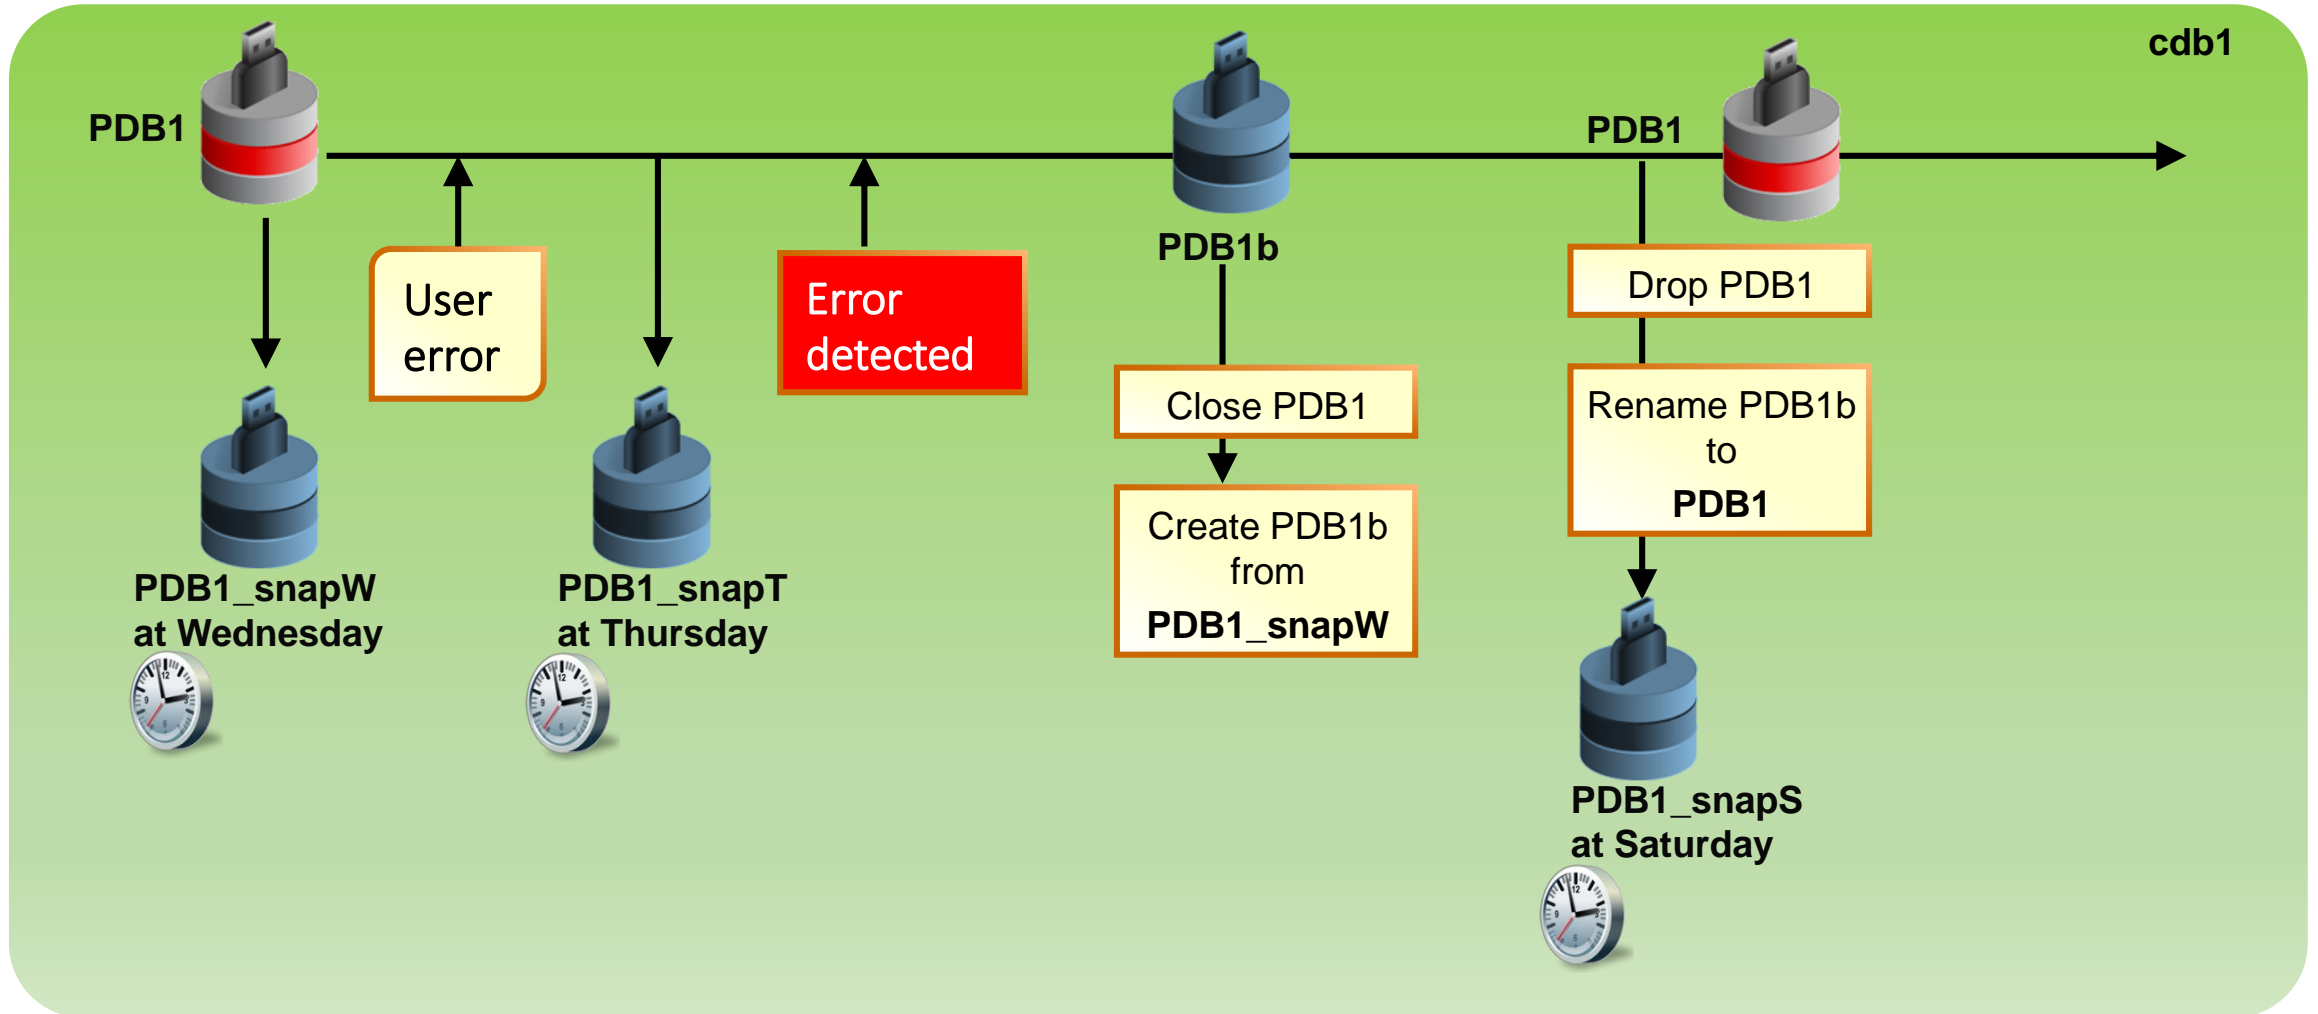 cdb1
PDB1
User
error
PDB1_snapW
at Wednesday
PDB1_snapT
at Thursday
Error
detected
PDB1b
Close PDB1
Create PDB1b
from
PDB1_snapW
PDB1
Drop PDB1
Rename PDB1b
to
PDB1
PDB1_snapS
at Saturday